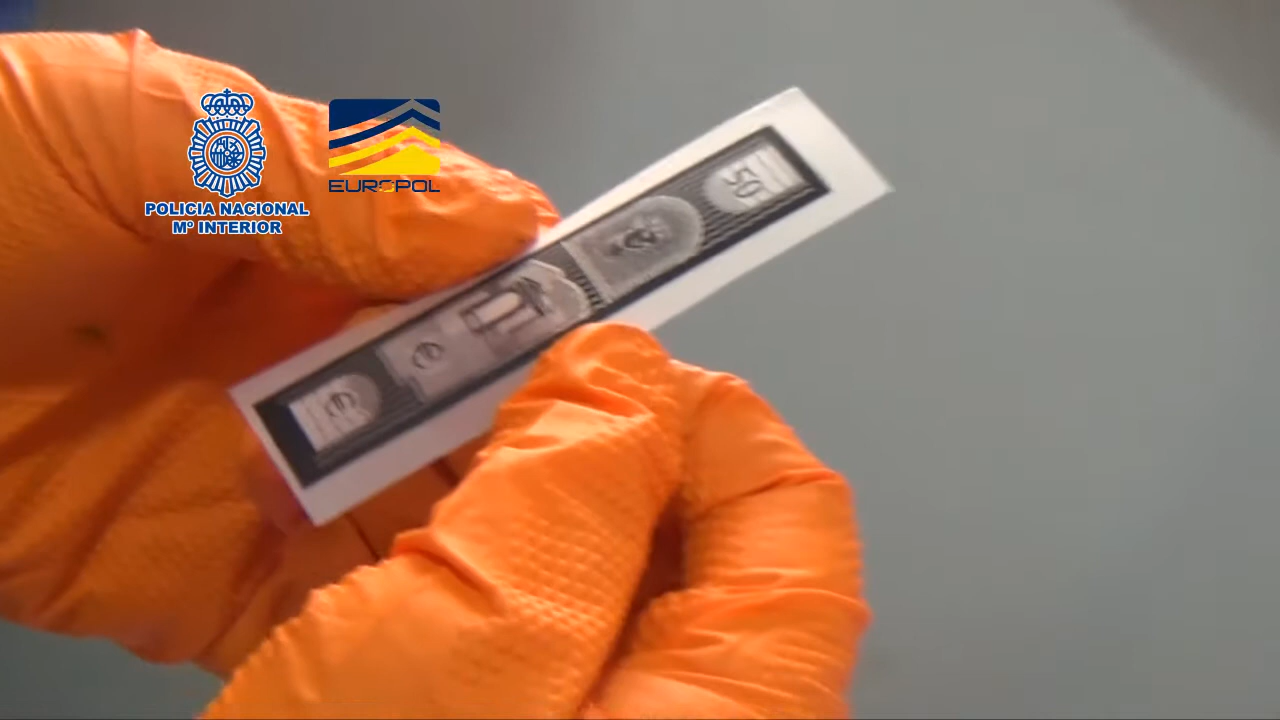 POLICIA NACIONAL
Mº INTERIOR
EUROPOL
50
€
€